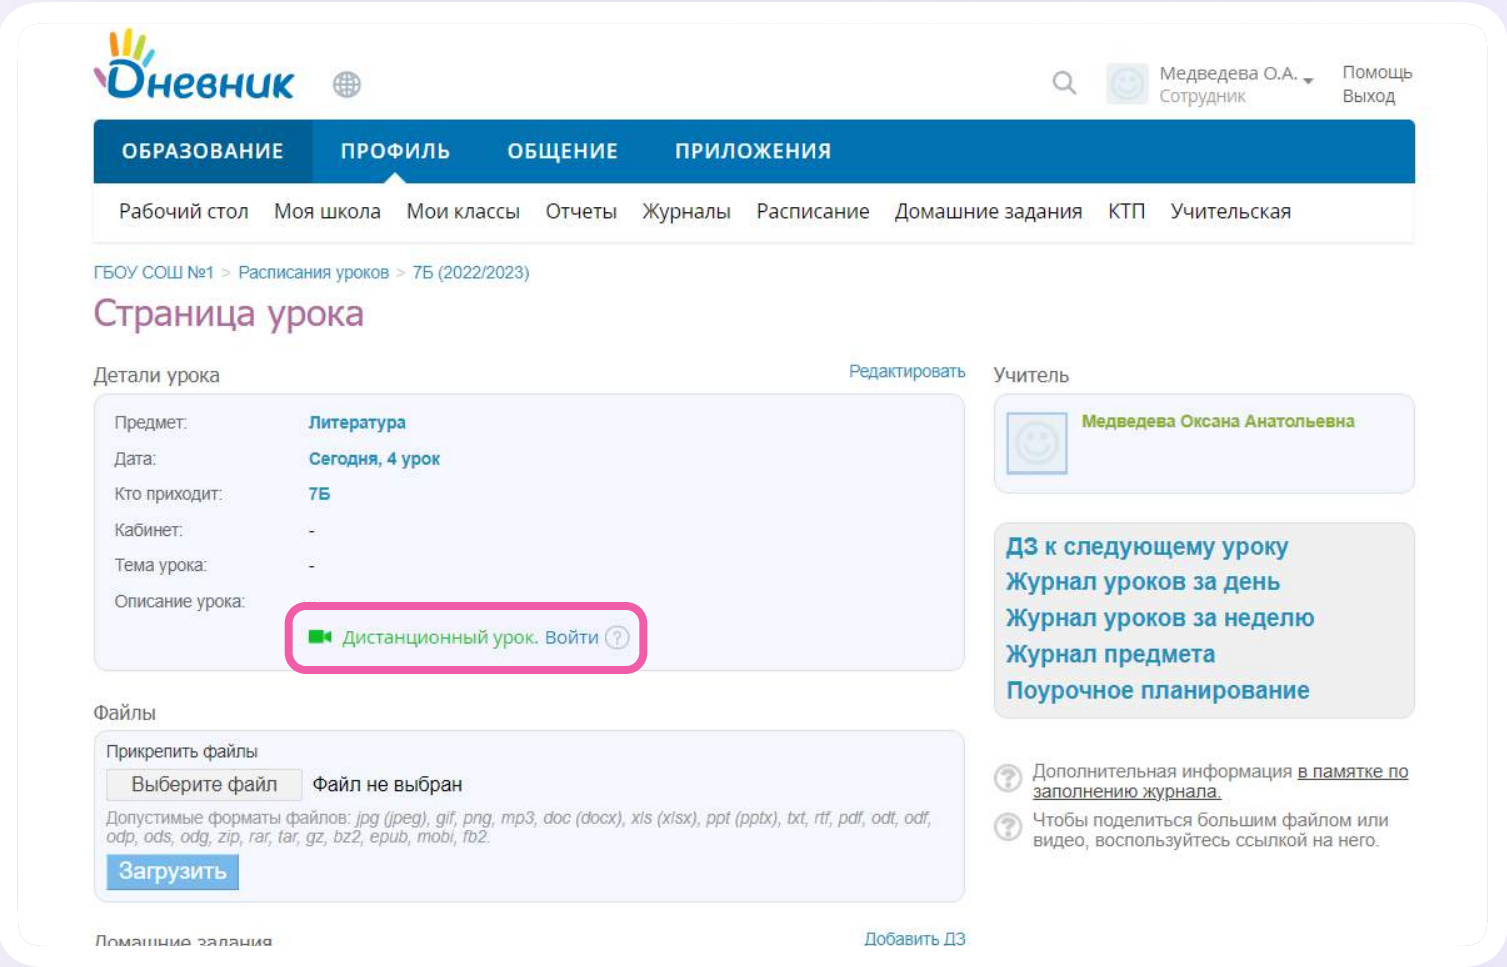 Дневник
Медведева О.А.
Сотрудник
Помощь
Выход
ОБРАЗОВАНИЕ ПРОФИЛЬ ОБЩЕНИЕ ПРИЛОЖЕНИЯ
Рабочий стол Моя школа Мои классы Отчеты Журналы Расписание Домашние задания КТП Учительская
ГБОУ СОШ №1 > Расписания уроков > 7Б (2022/2023)
Страница урока
Детали урока
Редактировать
Предмет: Литература
Дата: Сегодня, 4 урок
Кто приходит: 7Б
Кабинет: -
Тема урока: -
Описание урока:
Дистанционный урок. Войти ?
Файлы
Прикрепить файлы
Выберите файл Файл не выбран
Допустимые форматы файлов: jpg (jpeg), gif, png, mp3, doc (docx), xls (xlsx), ppt (pptx), txt, rtf, pdf, odt, odf,
odp, ods, odg, zip, rar, tar, gz, bz2, epub, mobi, fb2.
Загрузить
Домашние задания
Добавить ДЗ
Учитель
Медведева Оксана Анатольевна
ДЗ к следующему уроку
Журнал уроков за день
Журнал уроков за неделю
Журнал предмета
Поурочное планирование
? Дополнительная информация в памятке по
заполнению журнала.
? Чтобы поделиться большим файлом или
видео, воспользуйтесь ссылкой на него.